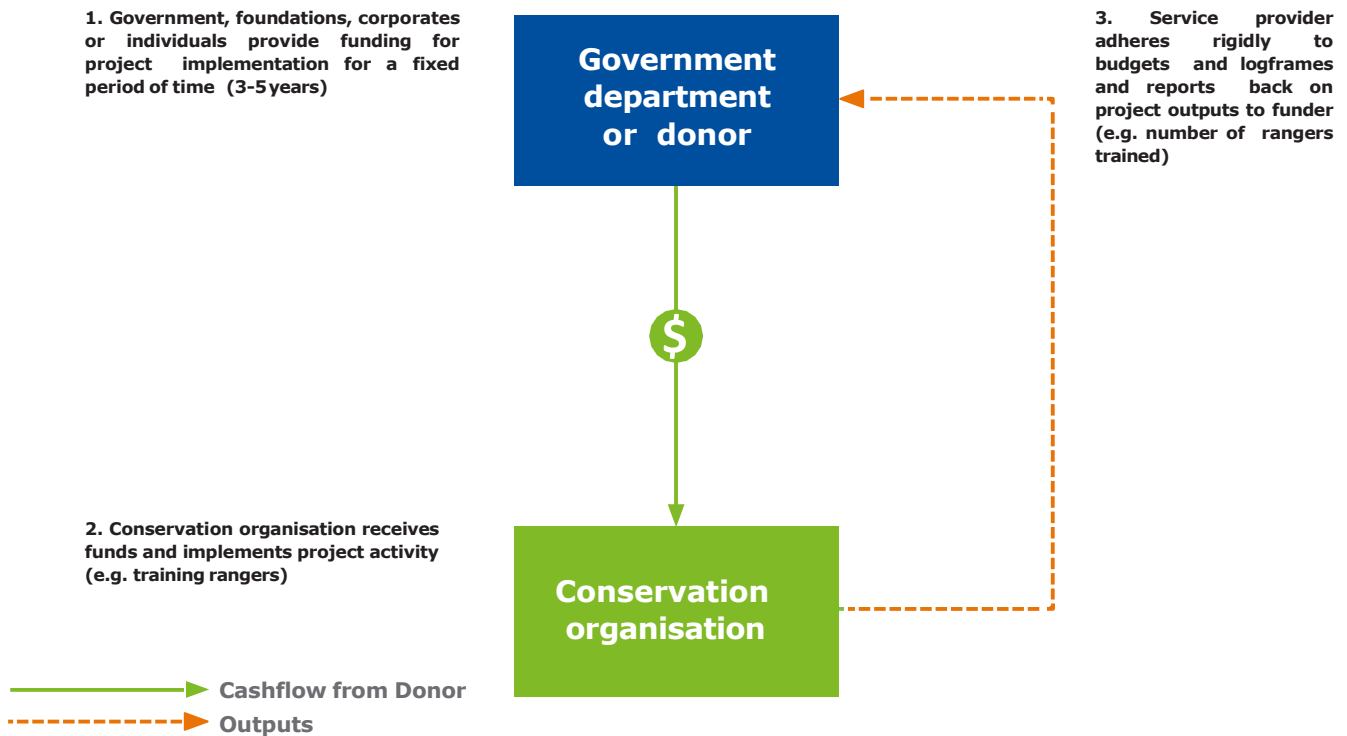 1. Government, foundations, corporates
or individuals provide funding for
project implementation for a fixed
period of time (3-5years)
Government
department
or donor
3. Service provider
adheres rigidly to
budgets and logframes
and reports back on
project outputs to funder
(e.g. number of rangers
trained)
$
2. Conservation organisation receives
funds and implements project activity
(e.g. training rangers)
Conservation
organisation
Cashflow from Donor
Outputs